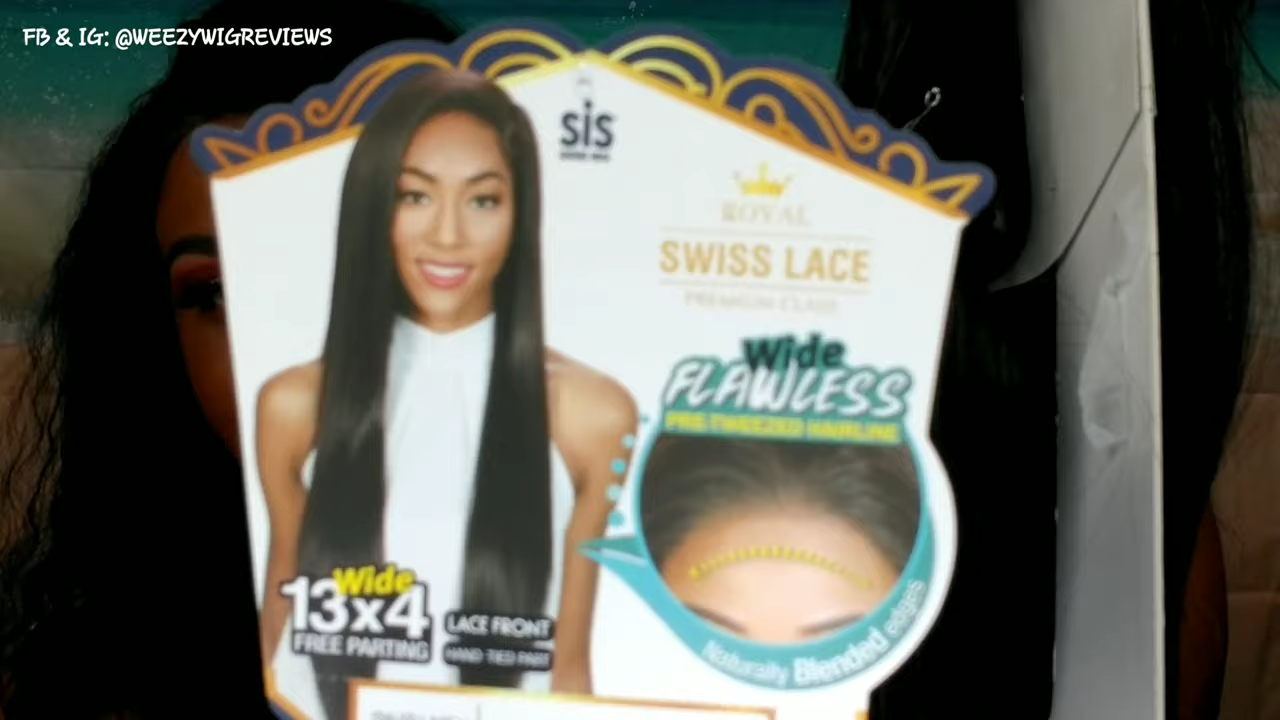 FB & IG: @WEEZYWIGREVIEWS
sis
ROYAL
SWISS LACE
PREMIUM CLASS
Wide
FLAWLESS
PRE-TWEEZED HAIRLINE
Wide
13x4
FREE PARTING
LACE FRONT
HAND-TIED PART
Naturally Blended edges